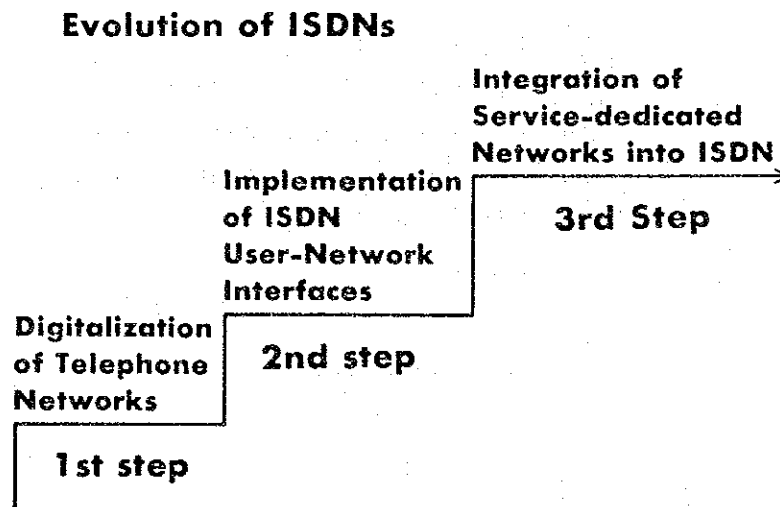 Evolution of ISDNs
Integration of
Service-dedicated
Networks into ISDN
3rd Step
Implementation
of ISDN
User-Network
Interfaces
2nd step
Digitalization
of Telephone
Networks
1st step